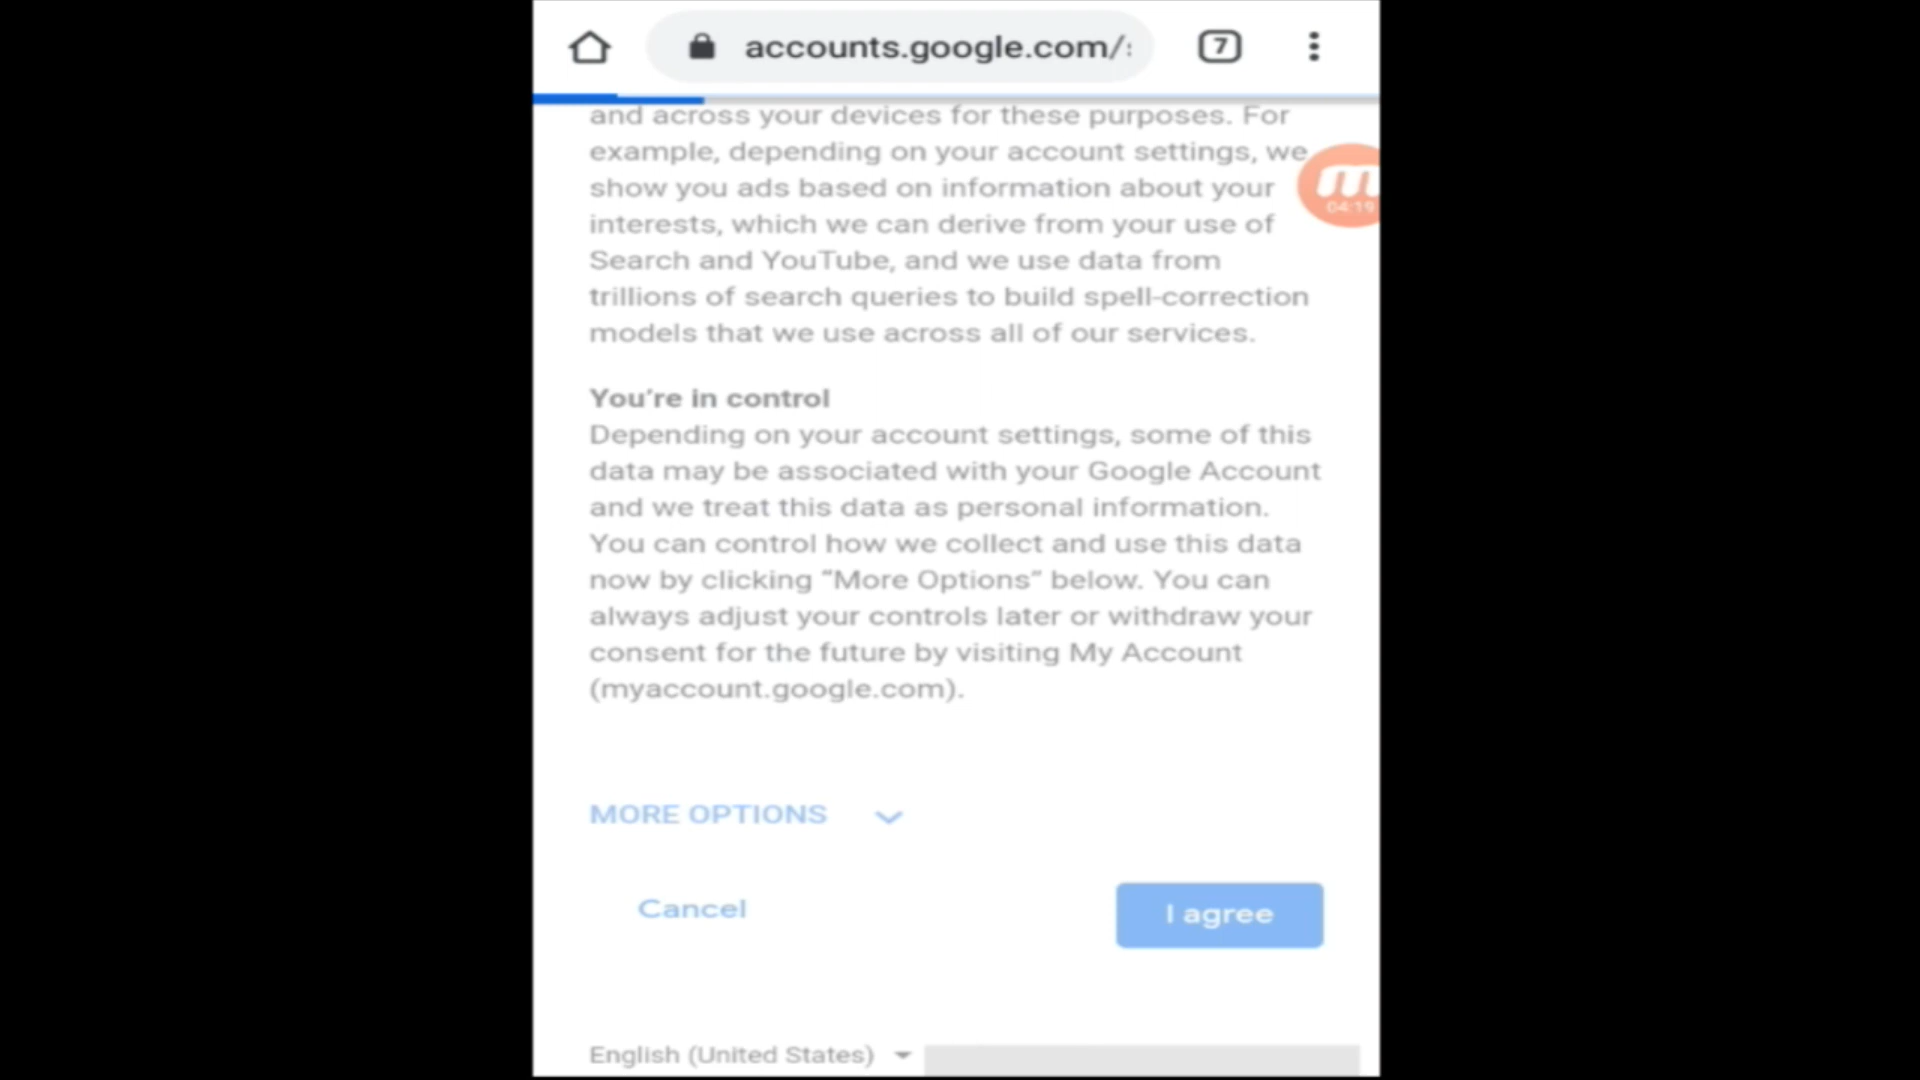 accounts.google.com/
7
and across your devices for these purposes. For
example, depending on your account settings, we
show you ads based on information about your
interests, which we can derive from your use of
Search and YouTube, and we use data from
trillions of search queries to build spell-correction
models that we use across all of our services.
04:19
You're in control
Depending on your account settings, some of this
data may be associated with your Google Account
and we treat this data as personal information.
You can control how we collect and use this data
now by clicking “More Options” below. You can
always adjust your controls later or withdraw your
consent for the future by visiting My Account
(myaccount.google.com).
MORE OPTIONS
Cancel
I agree
English (United States)